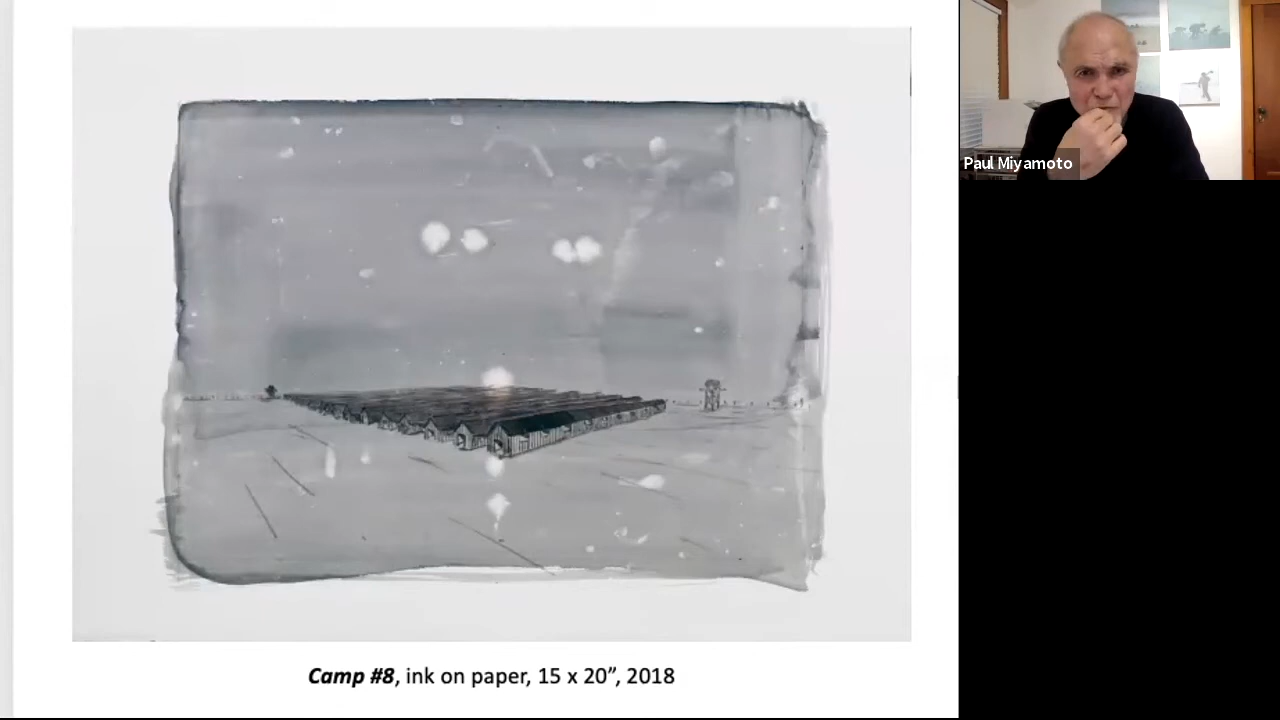 Paul Miyamoto
Camp #8, ink on paper, 15 x 20”, 2018